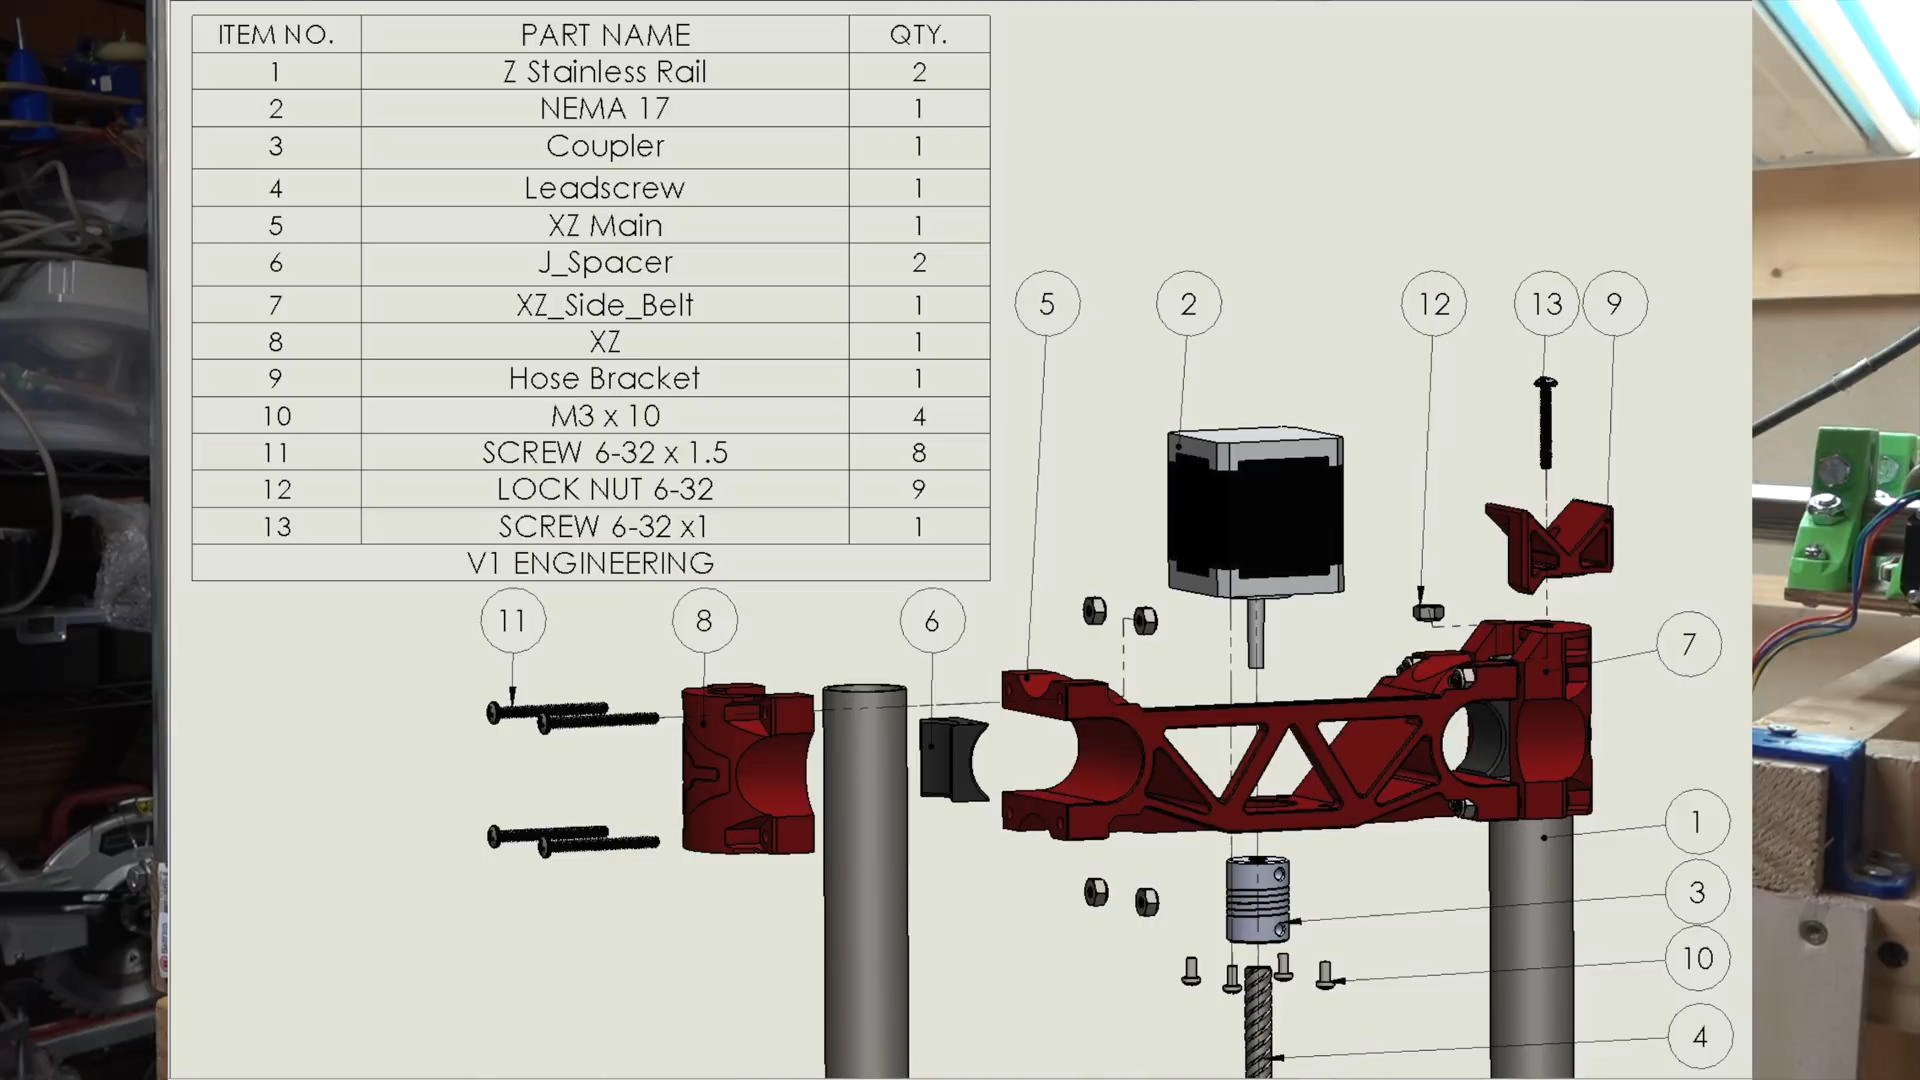 ITEM NO. PART NAME QTY.
1 Z Stainless Rail 2
2 NEMA 17 1
3 Coupler 1
4 Leadscrew 1
5 XZ Main 1
6 J_Spacer 2
7 XZ_Side_Belt 1
8 XZ 1
9 Hose Bracket 1
10 M3 x 10 4
11 SCREW 6-32 x 1.5 8
12 LOCK NUT 6-32 9
13 SCREW 6-32 x1 1
V1 ENGINEERING
5 2 12 13 9
11 8 6
7
1
3
10
4